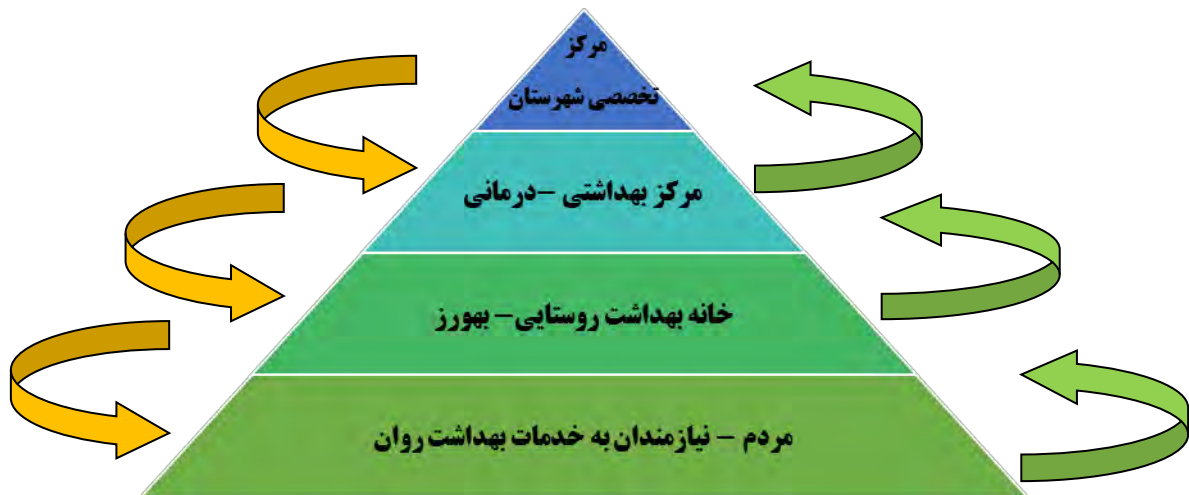 مرکز
تخصصی شهرستان
مرکز بهداشتی -درمانی
خانه بهداشت روستایی- بهورز
مردم - نیازمندان به خدمات بهداشت روان